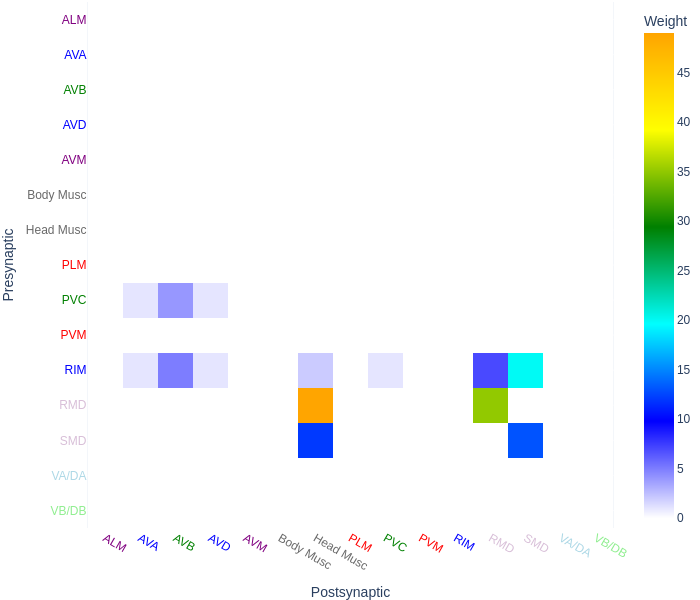 Weight
ALM
AVA
AVB
AVD
AVM
Body Musc
Head Musc
PLM
PVC
PVM
RIM
RMD
SMD
VA/DA
VB/DB
Presynaptic
45
40
35
30
25
20
15
10
5
0
ALM
AVA
AVB
AVD
AVM
Body Musc
Head Musc
PLM
PVC
PVM
RIM
RMD
SMD
VA/DA
VB/DB
Postsynaptic